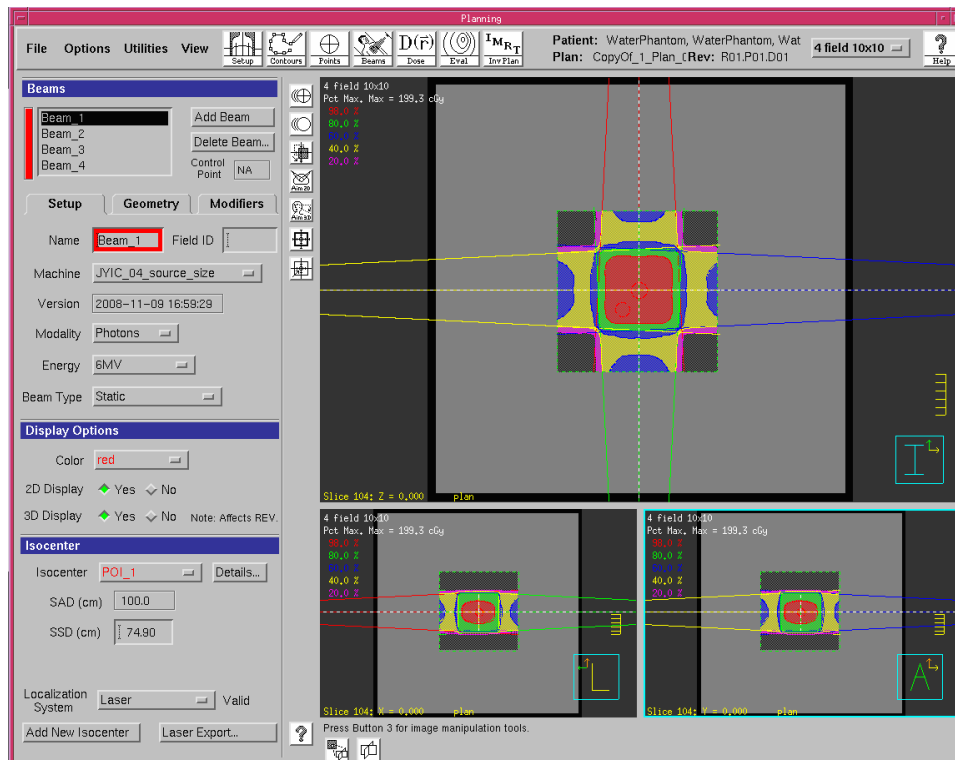 Planning
File Options Utilities View
Setup Contours Points Beams Dose Eval Inv Plan Help
D(r⃗) IMRT ?
Patient: WaterPhantom, WaterPhantom, Wat
Plan: CopyOf_1_Plan_( Rev: R01.P01.D01
4 field 10x10
Beams
Beam_1
Beam_2
Beam_3
Beam_4
Add Beam
Delete Beam...
Control Point NA
Setup Geometry Modifiers
Name Beam_1 Field ID
Machine JYIC_04_source_size
Version 2008-11-09 16:59:29
Modality Photons
Energy 6MV
Beam Type Static
Display Options
Color red
2D Display Yes No
3D Display Yes No Note: Affects REV.
Isocenter
Isocenter POI_1 Details...
SAD (cm) 100.0
SSD (cm) 74.90
Localization System Laser Valid
Add New Isocenter Laser Export...
Aim 2D
Aim 3D
4 field 10x10
Pct Max. Max = 199.3 cGy
98.0 %
80.0 %
60.0 %
40.0 %
20.0 %
I
Slice 104: Z = 0.000 plan
4 field 10x10
Pct Max. Max = 199.3 cGy
98.0 %
80.0 %
60.0 %
40.0 %
20.0 %
L
Slice 104: X = 0.000 plan
4 field 10x10
Pct Max. Max = 199.3 cGy
98.0 %
80.0 %
60.0 %
40.0 %
20.0 %
A
Slice 104: Y = 0.000 plan
? Press Button 3 for image manipulation tools.